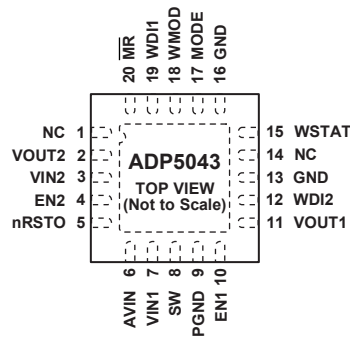 20 MR
19 WDI1
18 WMOD
17 MODE
16 GND
NC 1
VOUT2 2
VIN2 3
EN2 4
nRSTO 5
ADP5043
TOP VIEW
(Not to Scale)
15 WSTAT
14 NC
13 GND
12 WDI2
11 VOUT1
AVIN 6
VIN1 7
SW 8
PGND 9
EN1 10